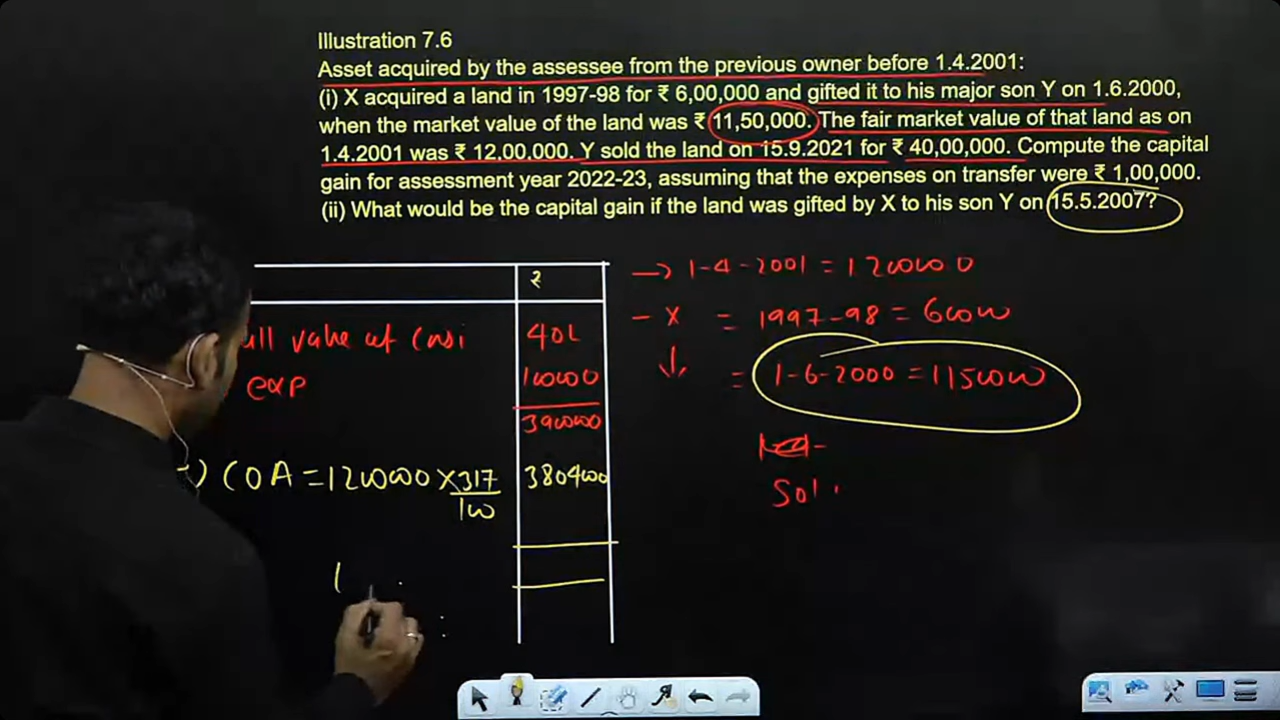 Illustration 7.6
Asset acquired by the assessee from the previous owner before 1.4.2001:
(i) X acquired a land in 1997-98 for ₹ 6,00,000 and gifted it to his major son Y on 1.6.2000,
when the market value of the land was ₹ 11,50,000. The fair market value of that land as on
1.4.2001 was ₹ 12,00,000. Y sold the land on 15.9.2021 for ₹ 40,00,000. Compute the capital
gain for assessment year 2022-23, assuming that the expenses on transfer were ₹ 1,00,000.
(ii) What would be the capital gain if the land was gifted by X to his son Y on 15.5.2007?
₹
ull value of Consi 40L
exp 100000
3900000
COA = 1200000 × 317/100 3804000
→ 1-4-2001 = 1200000
- X = 1997-98 = 600000
↓ = 1-6-2000 = 1150000
Sol.